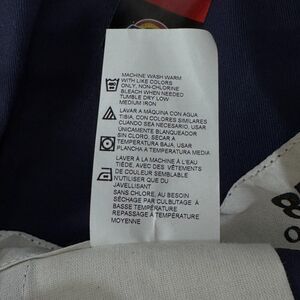 MACHINE WASH WARM
WITH LIKE COLORS
ONLY, NON-CHLORINE
BLEACH WHEN NEEDED
TUMBLE DRY LOW
MEDIUM IRON
LAVAR A MÁQUINA CON AGUA
TIBIA, CON COLORES SIMILARES
CUANDO SEA NECESARIO, USAR
ÚNICAMENTE BLANQUEADOR
SIN CLORO, SECAR A
TEMPERATURA BAJA, USAR
PLANCHA A TEMPERATURA MEDIA
LAVER À LA MACHINE À L'EAU
TIÈDE, AVEC DES VÊTEMENTS
DE COULEUR SEMBLABLE
N'UTILISER QUE DU
JAVELLISANT
SANS CHLORE, AU BESOIN
SÉCHAGE PAR CULBUTAGE À
BASSE TEMPÉRATURE
REPASSAGE À TEMPÉRATURE
MOYENNE